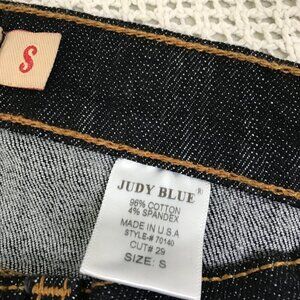 S
JUDY BLUE®
96% COTTON
4% SPANDEX
MADE IN U.S.A
STYLE# 70140
CUT# 29
SIZE: S